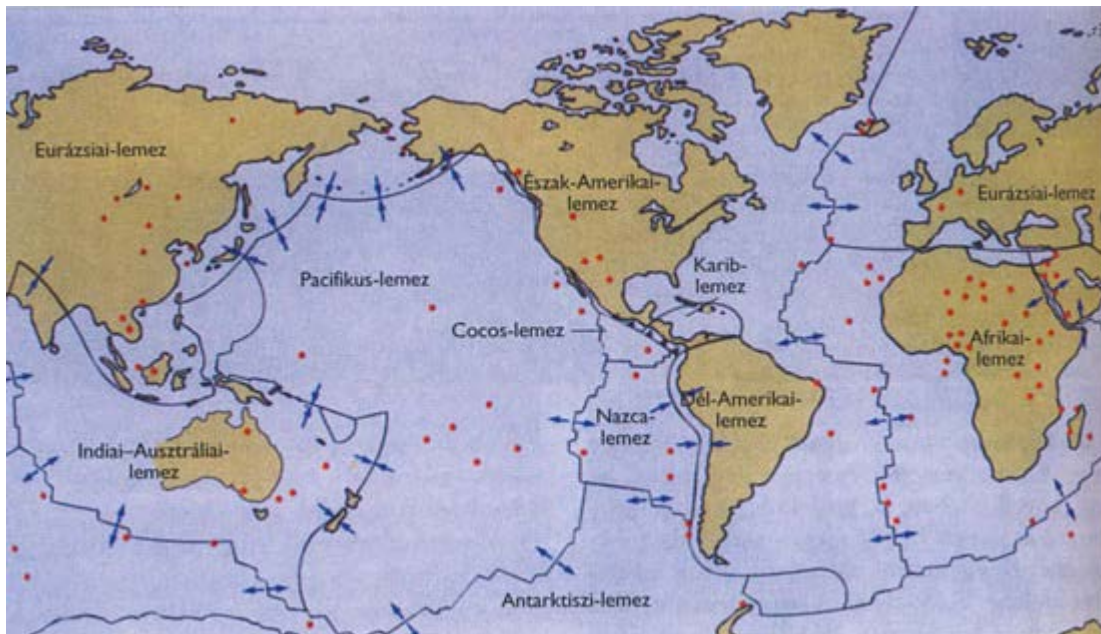 Eurázsiai-lemez
Észak-Amerikai-
lemez
Eurázsiai-lemez
Pacifikus-lemez
Karib-
lemez
Cocos-lemez
Afrikai-
lemez
Dél-Amerikai-
lemez
Nazca-
lemez
Indiai–Ausztráliai-
lemez
Antarktiszi-lemez